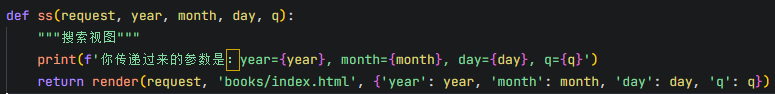 def ss(request, year, month, day, q):
"""搜索视图"""
print(f'你传递过来的参数是：year={year}, month={month}, day={day}, q={q}')
return render(request, 'books/index.html', {'year': year, 'month': month, 'day': day, 'q': q})